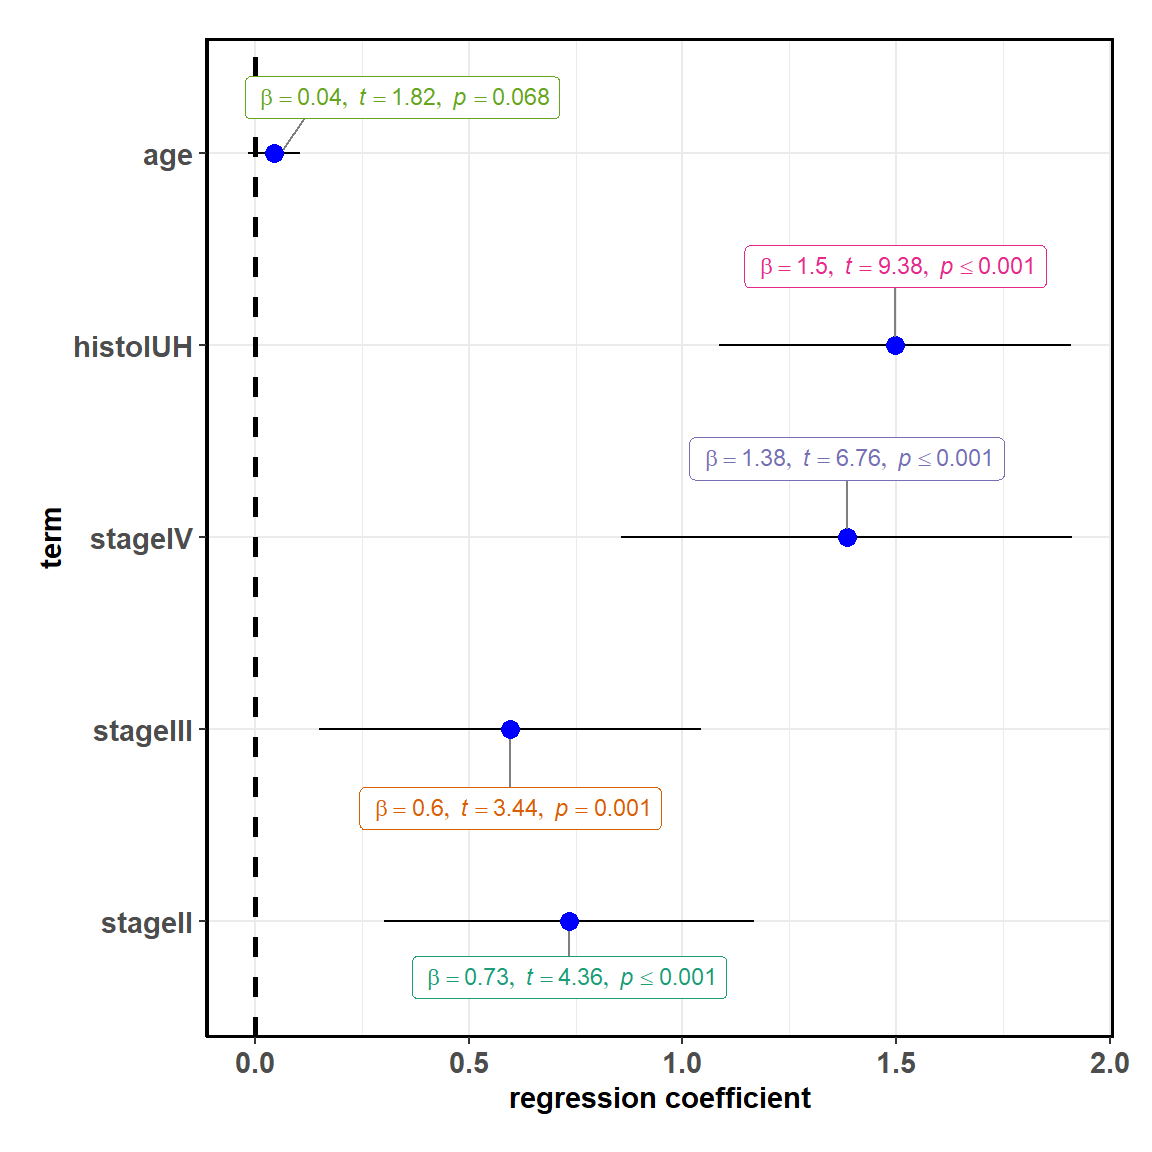 β = 0.04, t = 1.82, p = 0.068
age
β = 1.5, t = 9.38, p ≤ 0.001
histolUH
β = 1.38, t = 6.76, p ≤ 0.001
term
stageIV
stageIII
β = 0.6, t = 3.44, p = 0.001
stageII
β = 0.73, t = 4.36, p ≤ 0.001
0.0 0.5 1.0 1.5 2.0
regression coefficient